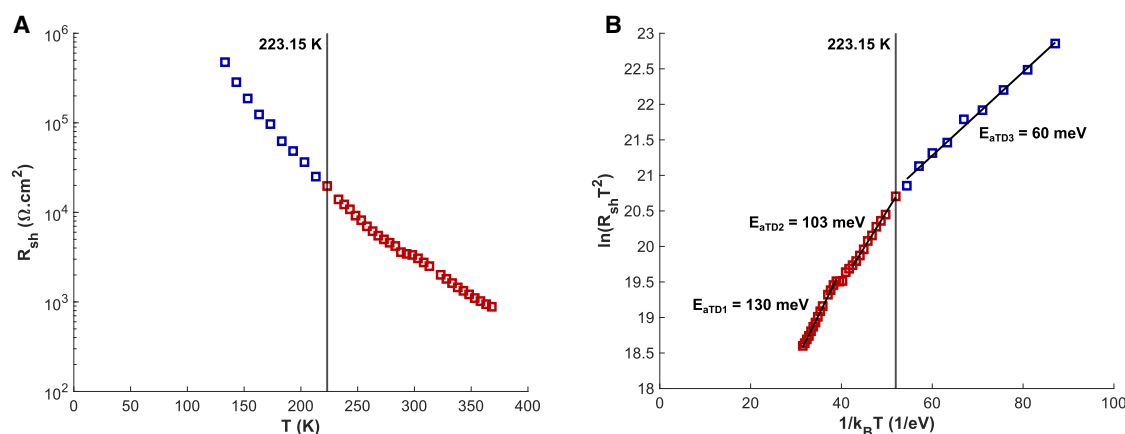 A
10^6
10^5
10^4
10^3
10^2
R_sh (Ω.cm^2)
223.15 K
0
50
100
150
200
250
300
350
400
T (K)
B
23
22.5
22
21.5
21
20.5
20
19.5
19
18.5
18
ln(R_shT^2)
223.15 K
E_aTD3 = 60 meV
E_aTD2 = 103 meV
E_aTD1 = 130 meV
0
20
40
60
80
100
1/k_BT (1/eV)